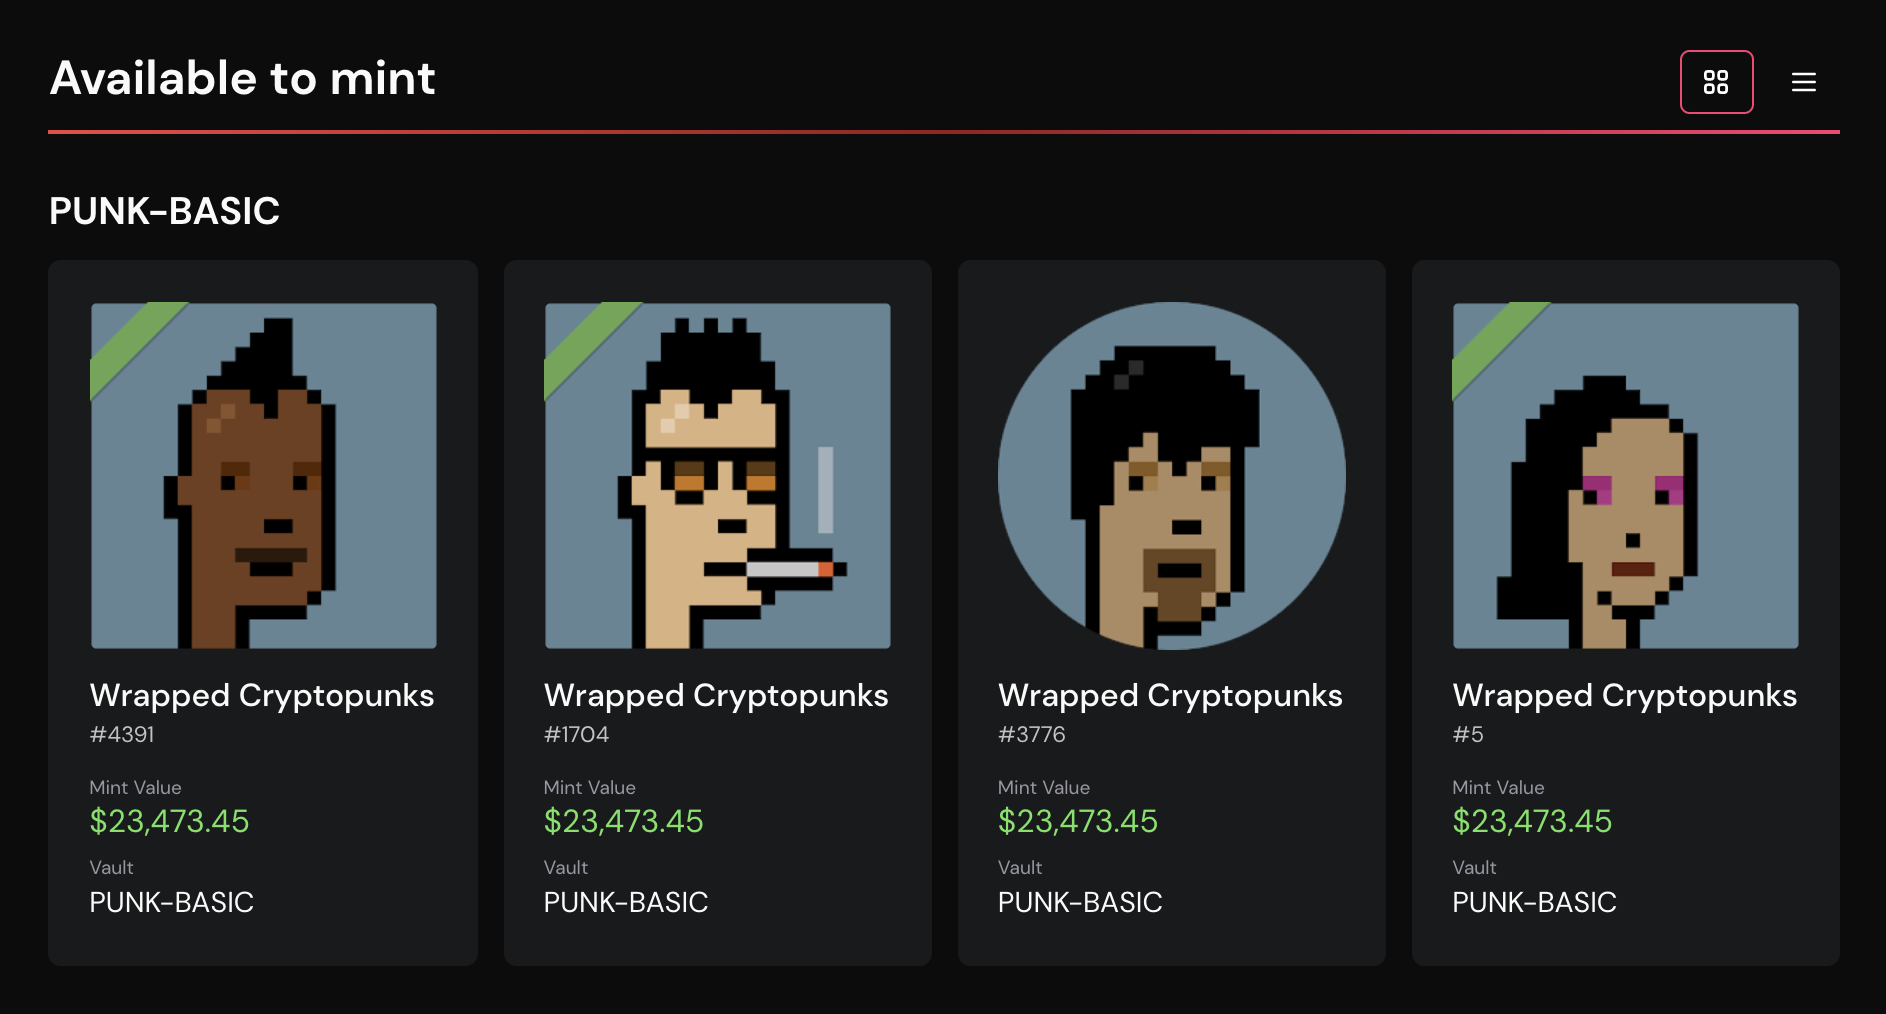 Available to mint
PUNK-BASIC
Wrapped Cryptopunks
#4391
Mint Value
$23,473.45
Vault
PUNK-BASIC
Wrapped Cryptopunks
#1704
Mint Value
$23,473.45
Vault
PUNK-BASIC
Wrapped Cryptopunks
#3776
Mint Value
$23,473.45
Vault
PUNK-BASIC
Wrapped Cryptopunks
#5
Mint Value
$23,473.45
Vault
PUNK-BASIC